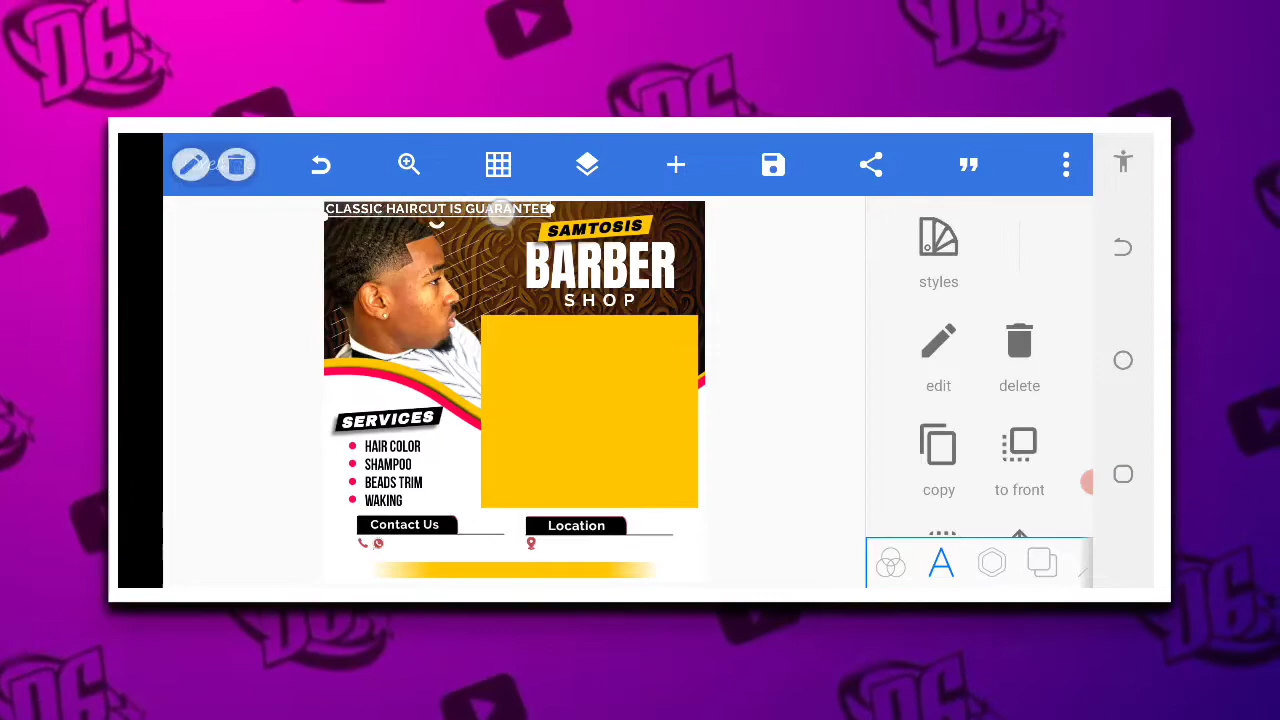 CLASSIC HAIRCUT IS GUARANTEE
SAMTOSIS
BARBER
SHOP
SERVICES
HAIR COLOR
SHAMPOO
BEADS TRIM
WAKING
Contact Us
Location
styles
edit
delete
copy
to front